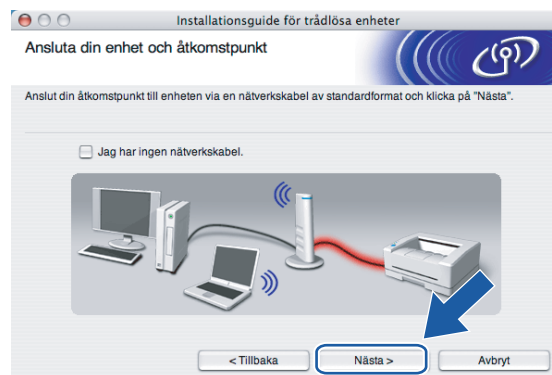 Installationsguide för trådlösa enheter
Ansluta din enhet och åtkomstpunkt
Anslut din åtkomstpunkt till enheten via en nätverkskabel av standardformat och klicka på "Nästa".
Jag har ingen nätverkskabel.
< Tillbaka
Nästa >
Avbryt